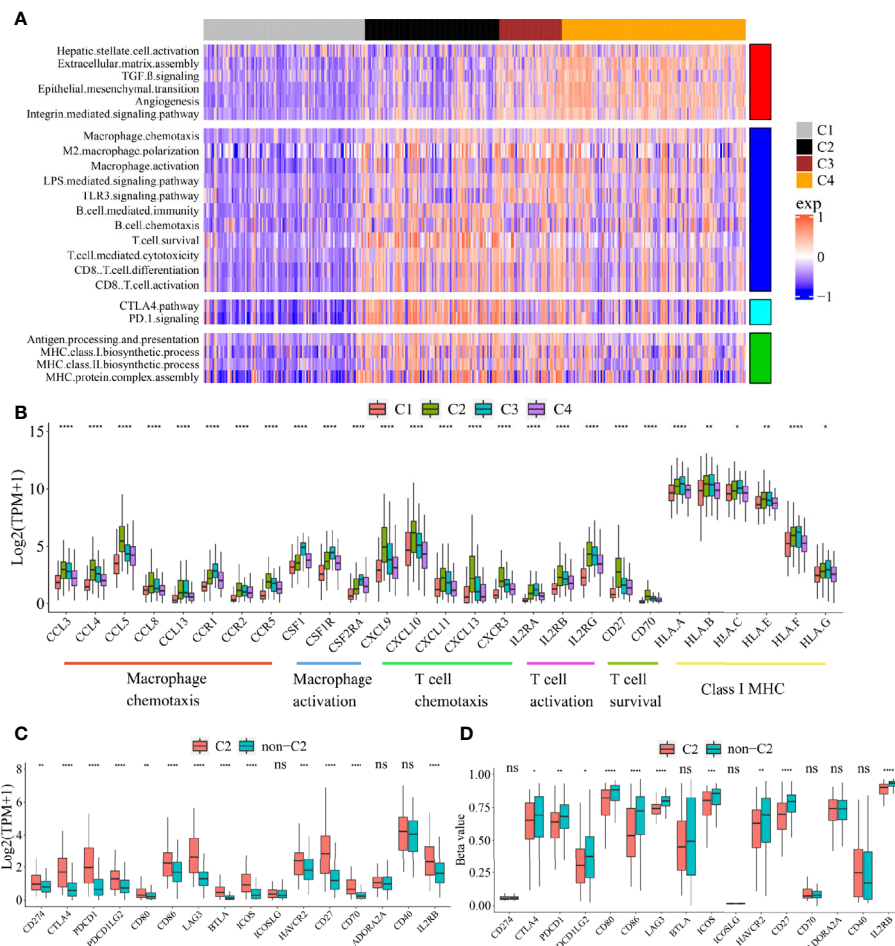 A
Hepatic.stellate.cell.activation
Extracellular.matrix.assembly
TGF.ß.signaling
Epithelial.mesenchymal.transition
Angiogenesis
Integrin.mediated.signaling.pathway
Macrophage.chemotaxis
M2.macrophage.polarization
Macrophage.activation
LPS.mediated.signaling.pathway
TLR3.signaling.pathway
B.cell.mediated.immunity
B.cell.chemotaxis
T.cell.survival
T.cell.mediated.cytotoxicity
CD8..T.cell.differentiation
CD8..T.cell.activation
CTLA4.pathway
PD.1.signaling
Antigen.processing.and.presentation
MHC.class.I.biosynthetic.process
MHC.class.II.biosynthetic.process
MHC.protein.complex.assembly
C1
C2
C3
C4
exp
1
0
−1
B
C1 C2 C3 C4
**** **** **** **** **** **** **** **** **** **** **** **** **** **** **** **** **** **** **** **** **** **** ** * ** **** *
Log2(TPM+1)
15
10
5
0
CCL3 CCL4 CCL5 CCL8 CCL13 CCR1 CCR2 CCR5 CSF1 CSF1R CSF2RA CXCL9 CXCL10 CXCL11 CXCL13 CXCR3 IL2RA IL2RB IL2RG CD27 CD70 HLA.A HLA.B HLA.C HLA.E HLA.F HLA.G
Macrophage chemotaxis
Macrophage activation
T cell chemotaxis
T cell activation
T cell survival
Class I MHC
C
C2 non-C2
** **** **** **** ** **** **** **** **** ns *** **** **** ns ns ****
Log2(TPM+1)
8
6
4
2
0
CD274 CTLA4 PDCD1 PDCD1LG2 CD80 CD86 LAG3 BTLA ICOS ICOSLG HAVCR2 CD27 CD70 ADORA2A CD40 IL2RB
D
C2 non-C2
ns * ** * **** **** **** ns *** ns ** **** ns ns ns ****
Beta value
1.00
0.75
0.50
0.25
0.00
CD274 CTLA4 PDCD1 PDCD1LG2 CD80 CD86 LAG3 BTLA ICOS ICOSLG HAVCR2 CD27 CD70 ADORA2A CD40 IL2RB